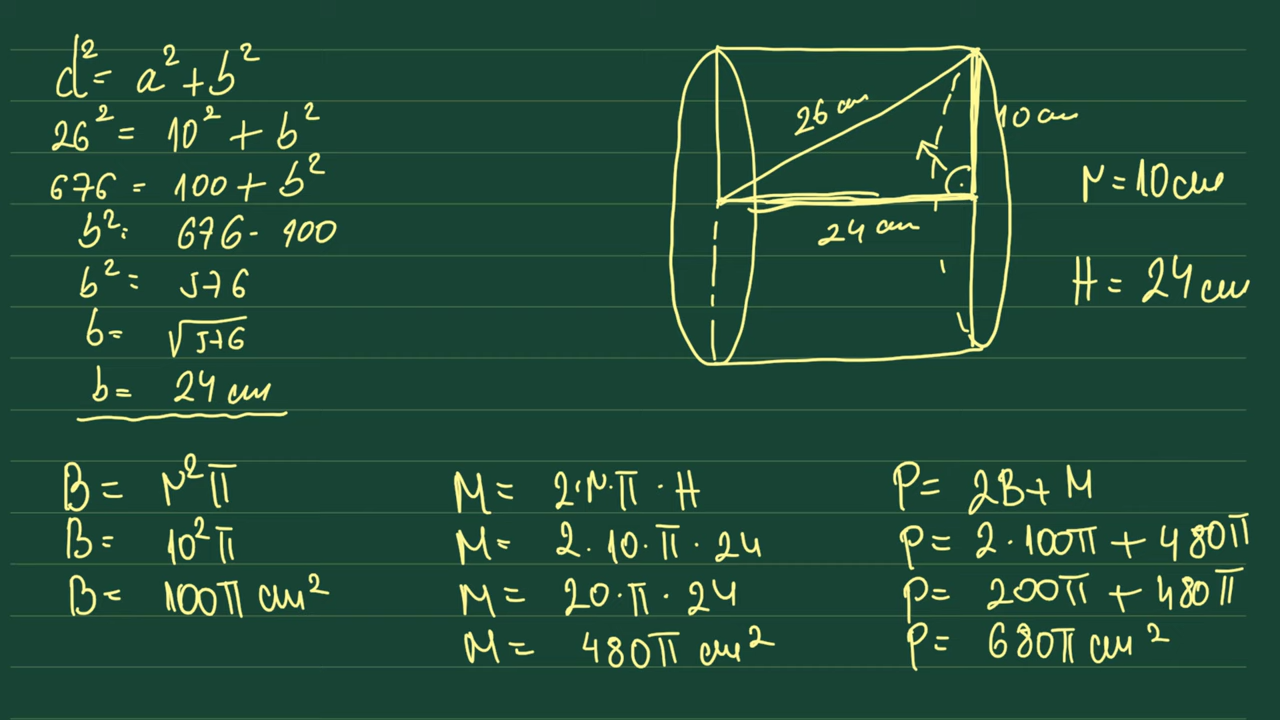 d² = a² + b²
26² = 10² + b²
676 = 100 + b²
b² = 676 - 100
b² = 576
b = √576
b = 24 cm
26 cm
10 cm
24 cm
r = 10 cm
H = 24 cm
B = r²π
B = 10²π
B = 100π cm²
M = 2·r·π·H
M = 2·10·π·24
M = 20·π·24
M = 480π cm²
P = 2B + M
P = 2·100π + 480π
P = 200π + 480π
P = 680π cm²